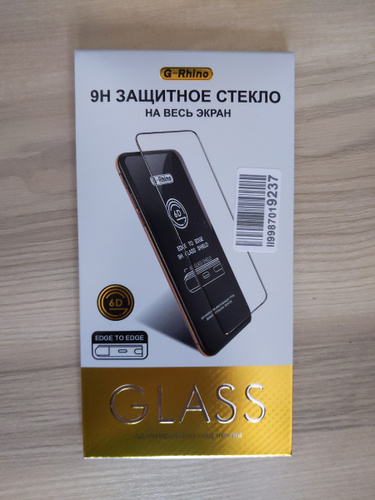 G-Rhino
9H ЗАЩИТНОЕ СТЕКЛО
НА ВЕСЬ ЭКРАН
G-Rhino
6D
EDGE TO EDGE
9H GLASS SHIELD
II9987019237
6D
EDGE TO EDGE
GLASS